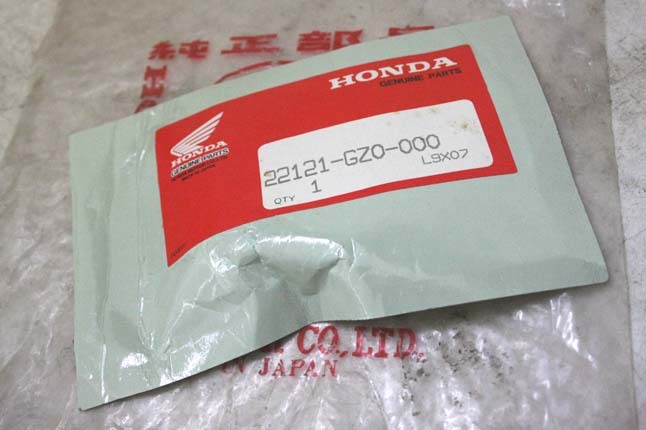 純正部品
HONDA
GENUINE PARTS
HONDA
GENUINE PARTS
22121-GZ0-000
L9X07
QTY 1
CO.,LTD.
IN JAPAN